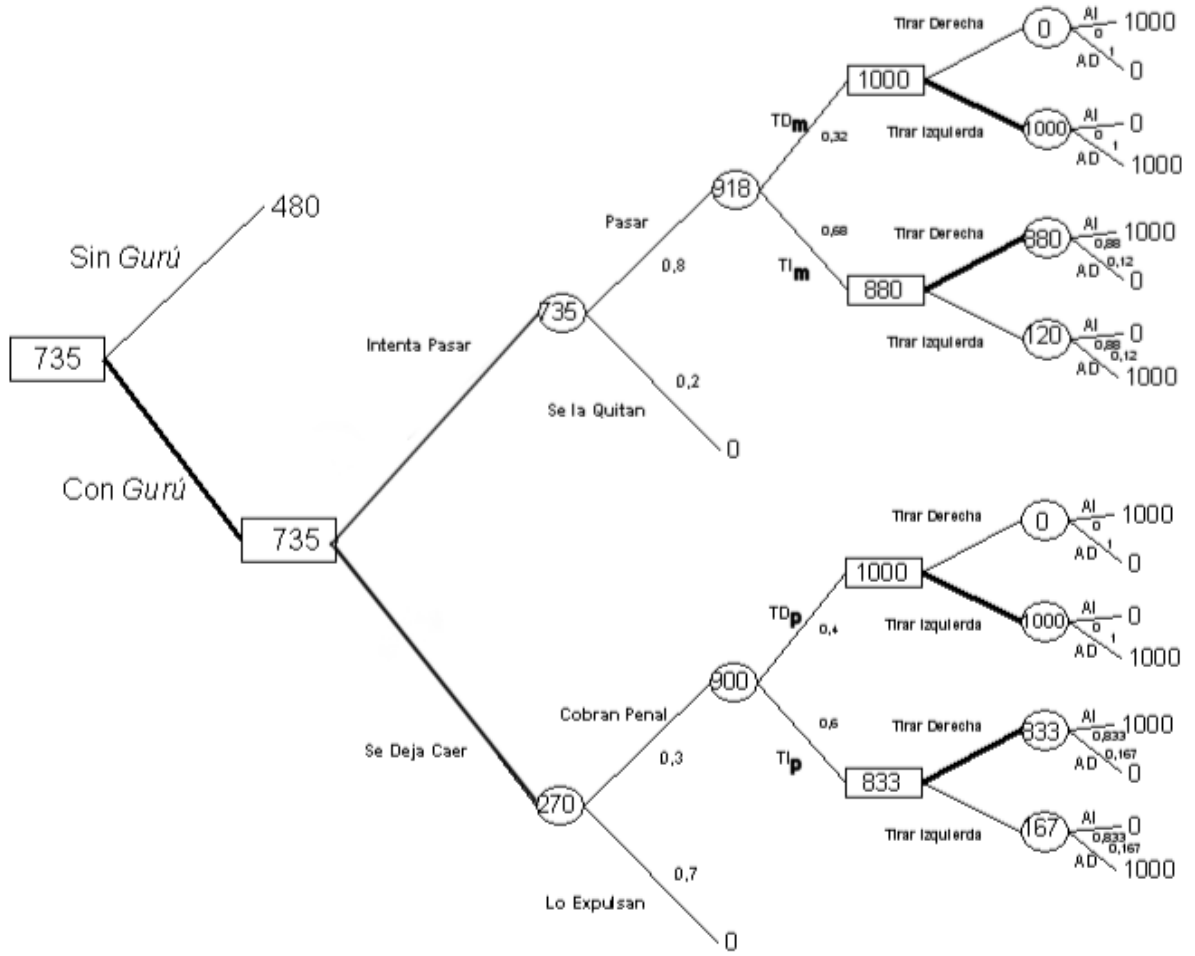 Tirar Derecha
0
AI
0
1000
AD
1
0
1000
TDm
0,32
Tirar Izquierda
1000
AI
0
0
AD
1
1000
918
Pasar
0,8
480
Sin Gurú
0,68
TIm
Tirar Derecha
880
AI
0,88
1000
AD
0,12
0
880
Tirar Izquierda
120
AI
0,88
0
AD
0,12
1000
735
Intenta Pasar
735
0,2
Se la Quitan
0
Con Gurú
735
Tirar Derecha
0
AI
0
1000
AD
1
0
1000
TDp
0,4
Tirar Izquierda
1000
AI
0
0
AD
1
1000
900
Cobran Penal
0,3
Se Deja Caer
270
0,6
TIp
Tirar Derecha
833
AI
0,833
1000
AD
0,167
0
833
Tirar Izquierda
167
AI
0,833
0
AD
0,167
1000
0,7
Lo Expulsan
0